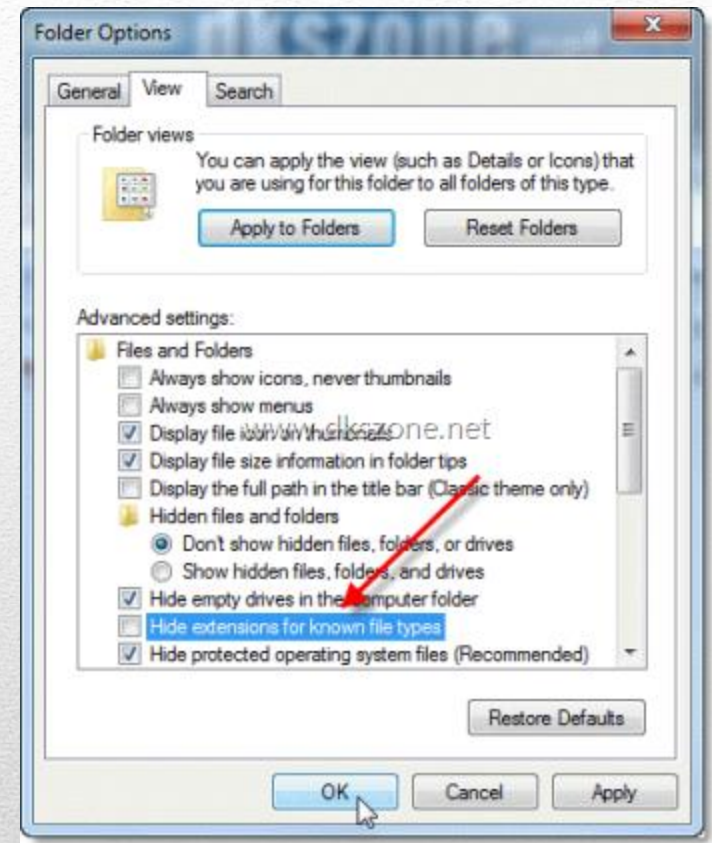 dkszone
Folder Options
General View Search
Folder views
You can apply the view (such as Details or Icons) that
you are using for this folder to all folders of this type.
Apply to Folders Reset Folders
Advanced settings:
Files and Folders
Always show icons, never thumbnails
Always show menus
Display file icon on thumbnails
www.dkszone.net
Display file size information in folder tips
Display the full path in the title bar (Classic theme only)
Hidden files and folders
Don't show hidden files, folders, or drives
Show hidden files, folders, and drives
Hide empty drives in the Computer folder
Hide extensions for known file types
Hide protected operating system files (Recommended)
Restore Defaults
OK Cancel Apply